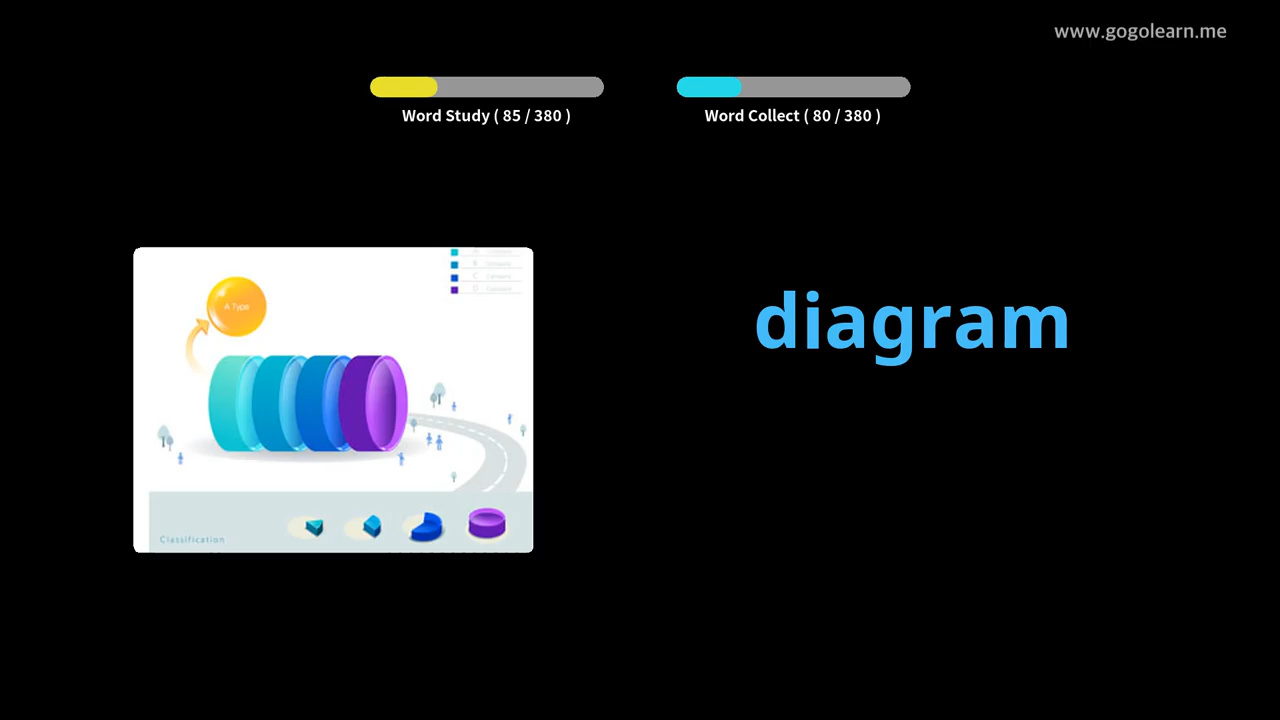 www.gogolearn.me
Word Study ( 85 / 380 )
Word Collect ( 80 / 380 )
A Type
diagram
Classification